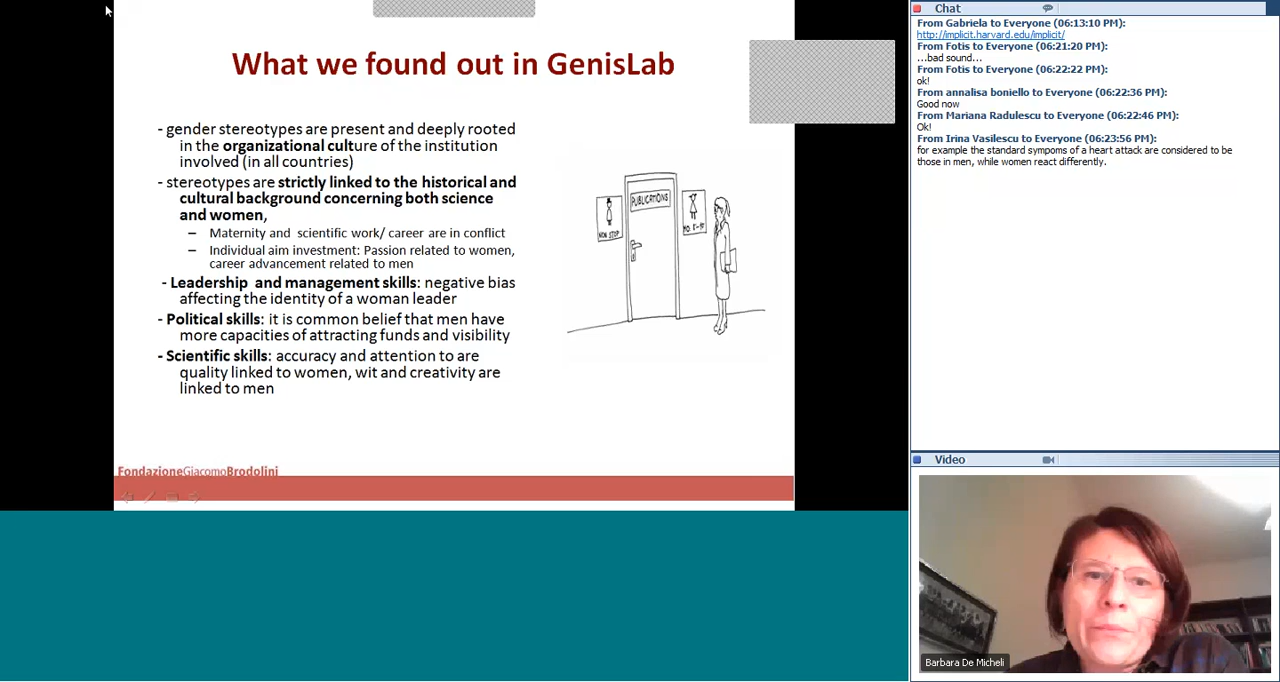 What we found out in GenisLab
- gender stereotypes are present and deeply rooted
in the organizational culture of the institution
involved (in all countries)
- stereotypes are strictly linked to the historical and
cultural background concerning both science
and women,
– Maternity and scientific work/ career are in conflict
– Individual aim investment: Passion related to women,
career advancement related to men
- Leadership and management skills: negative bias
affecting the identity of a woman leader
- Political skills: it is common belief that men have
more capacities of attracting funds and visibility
- Scientific skills: accuracy and attention to are
quality linked to women, wit and creativity are
linked to men
PUBLICATIONS
NON STOP
FondazioneGiacomoBrodolini
Chat
From Gabriela to Everyone (06:13:10 PM):
http://implicit.harvard.edu/implicit/
From Fotis to Everyone (06:21:20 PM):
...bad sound...
From Fotis to Everyone (06:22:22 PM):
ok!
From annalisa boniello to Everyone (06:22:36 PM):
Good now
From Mariana Radulescu to Everyone (06:22:46 PM):
Ok!
From Irina Vasilescu to Everyone (06:23:56 PM):
for example the standard sympoms of a heart attack are considered to be
those in men, while women react differently.
Video
Barbara De Micheli